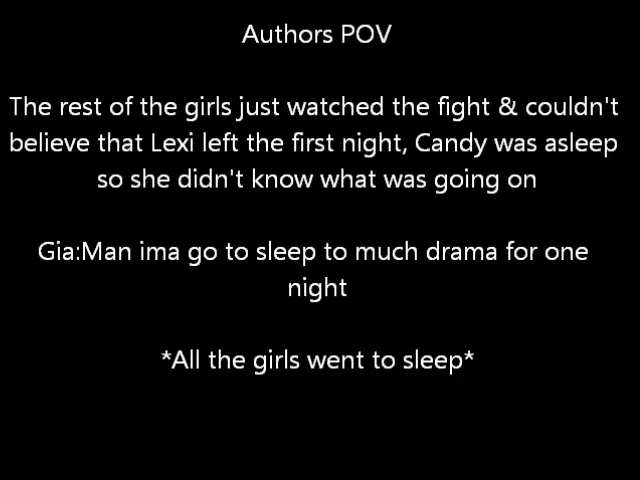 Authors POV
The rest of the girls just watched the fight & couldn't
believe that Lexi left the first night, Candy was asleep
so she didn't know what was going on
Gia:Man ima go to sleep to much drama for one
night
*All the girls went to sleep*